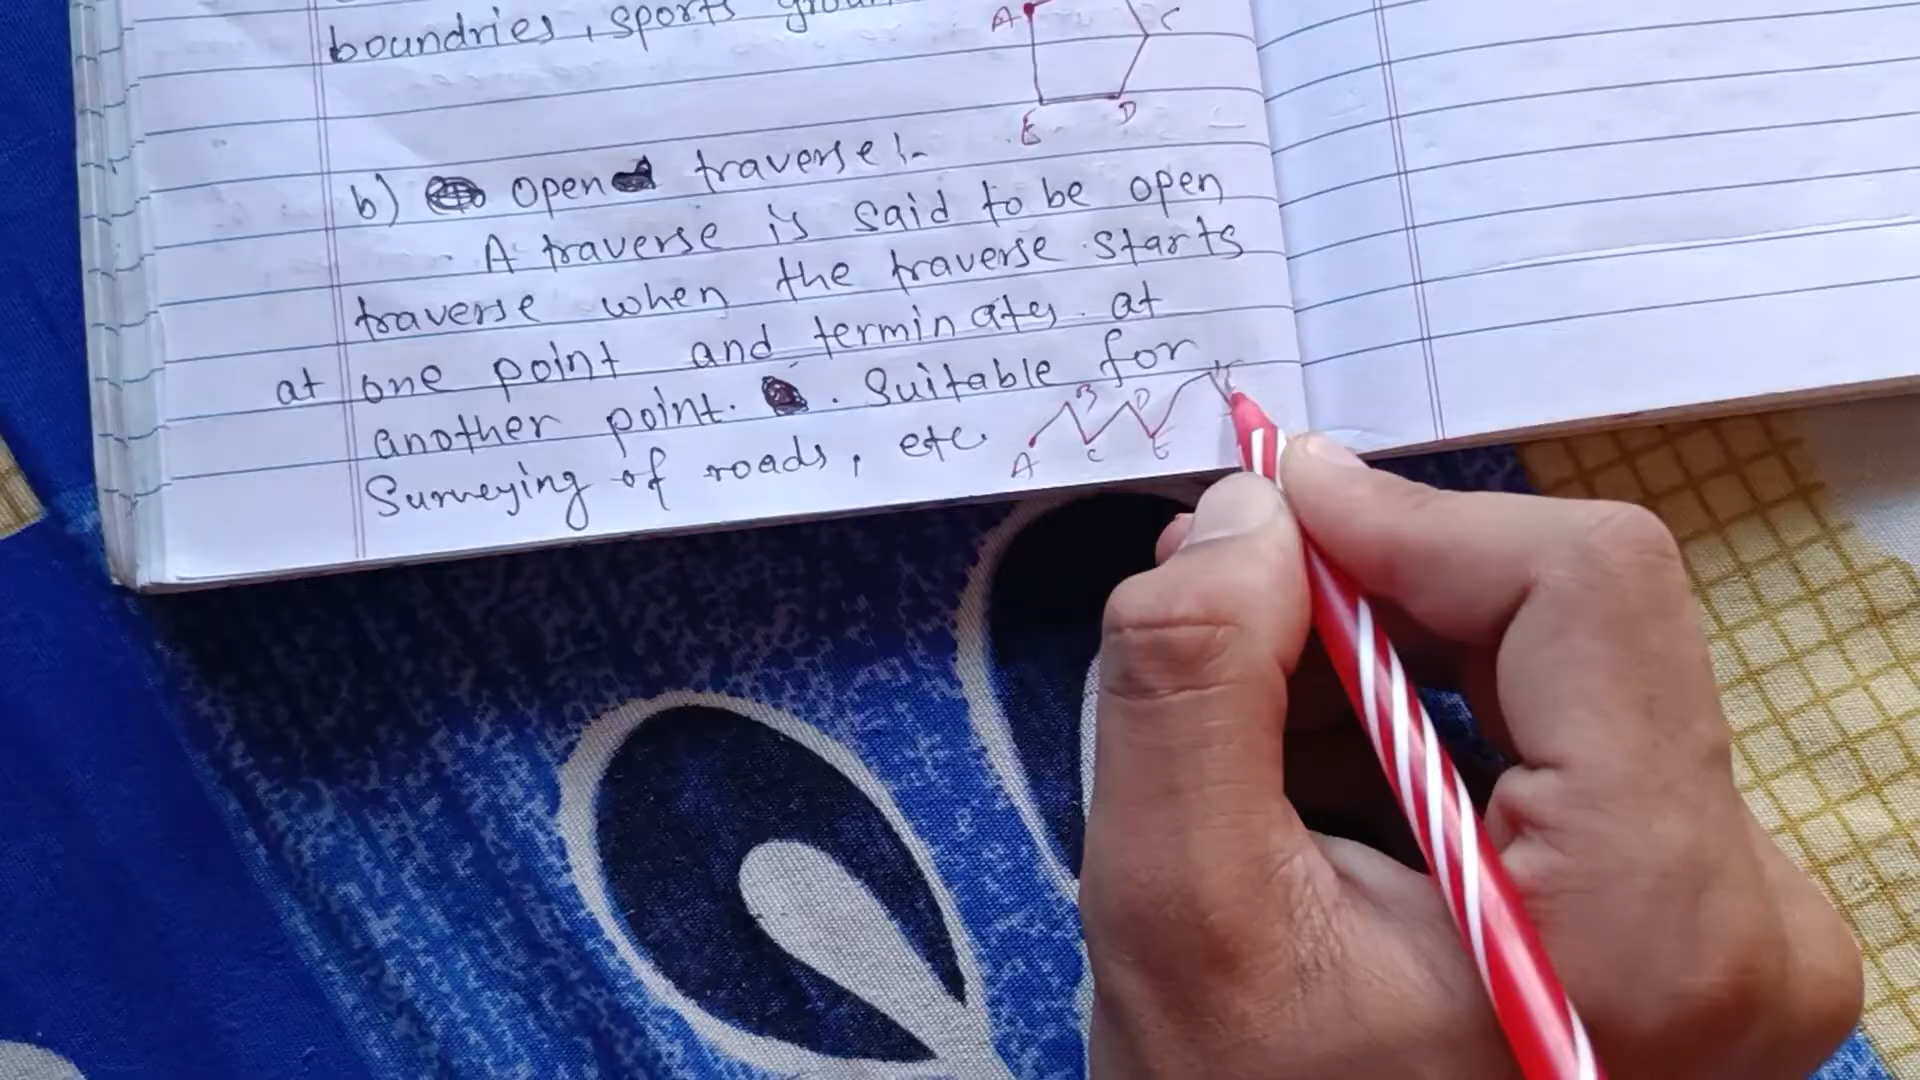 boundries, sports
A
C
E
D
b) open traverse :-
A traverse is said to be open
traverse when the traverse starts
at one point and terminates at
another point. . Suitable for
Surveying of roads, etc.
A
B
C
D
E